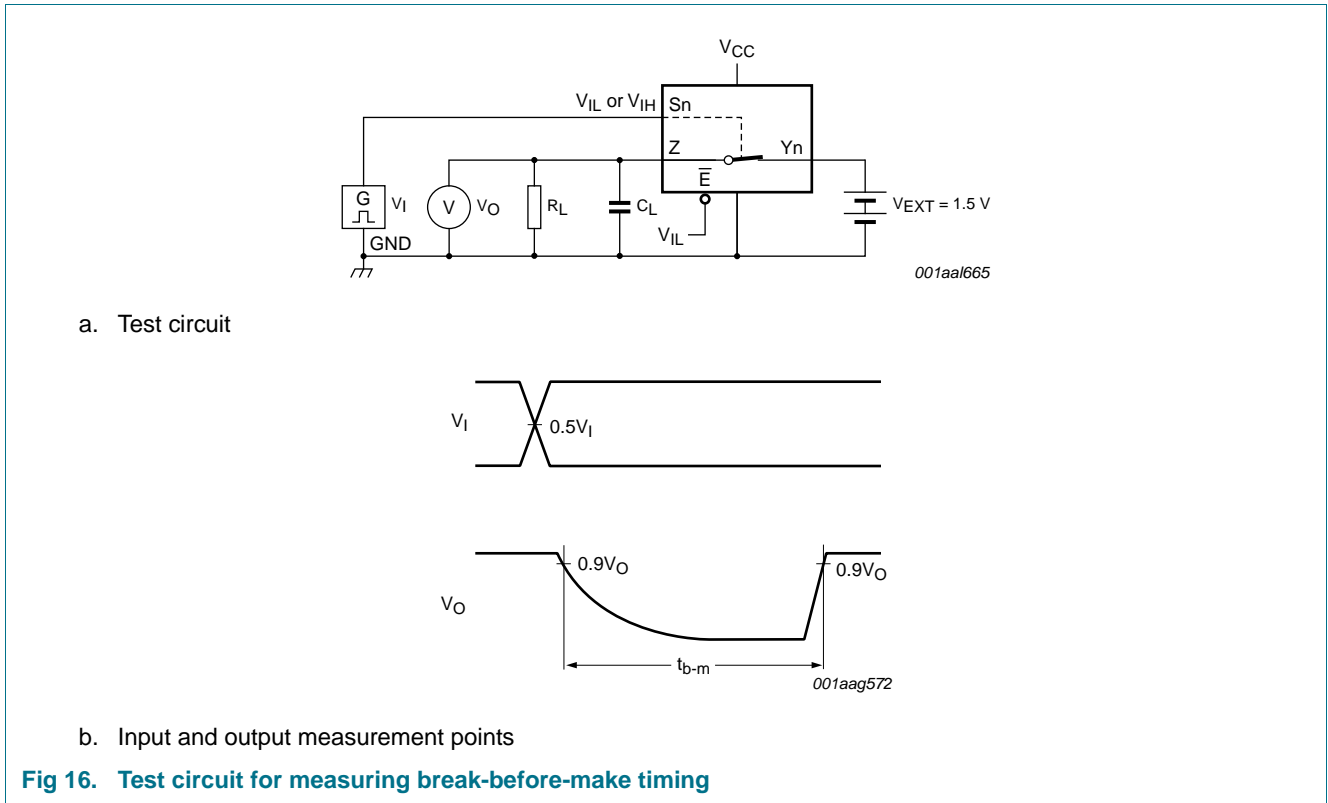 VCC
VIL or VIH
Sn
Z
Yn
E
G
VI
V
VO
RL
CL
VEXT = 1.5 V
VIL
GND
001aal665
a. Test circuit
VI
0.5VI
0.9VO
0.9VO
VO
tb-m
001aag572
b. Input and output measurement points
Fig 16. Test circuit for measuring break-before-make timing